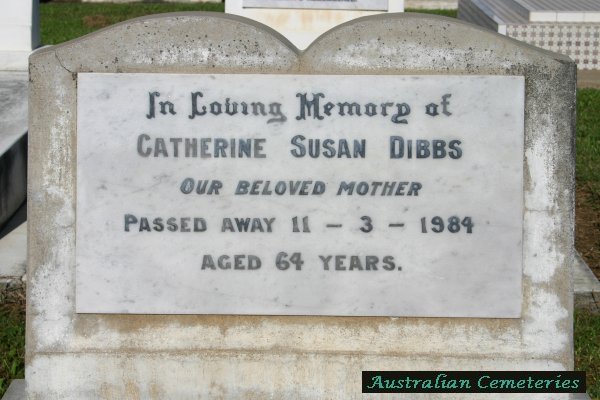 In Loving Memory of
CATHERINE SUSAN DIBBS
OUR BELOVED MOTHER
PASSED AWAY 11 – 3 – 1984
AGED 64 YEARS.
Australian Cemeteries